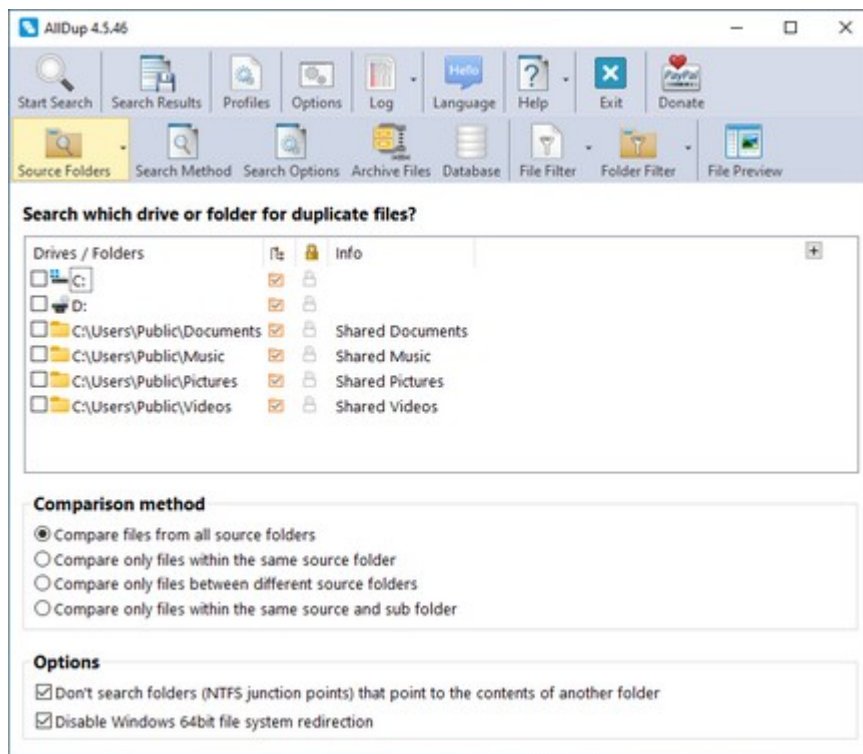 AllDup 4.5.46
Hello
PayPal
Start Search Search Results Profiles Options Log Language Help Exit Donate
Source Folders Search Method Search Options Archive Files Database File Filter Folder Filter File Preview
Search which drive or folder for duplicate files?
Drives / Folders Info
C:
D:
C:\Users\Public\Documents Shared Documents
C:\Users\Public\Music Shared Music
C:\Users\Public\Pictures Shared Pictures
C:\Users\Public\Videos Shared Videos
Comparison method
Compare files from all source folders
Compare only files within the same source folder
Compare only files between different source folders
Compare only files within the same source and sub folder
Options
Don't search folders (NTFS junction points) that point to the contents of another folder
Disable Windows 64bit file system redirection